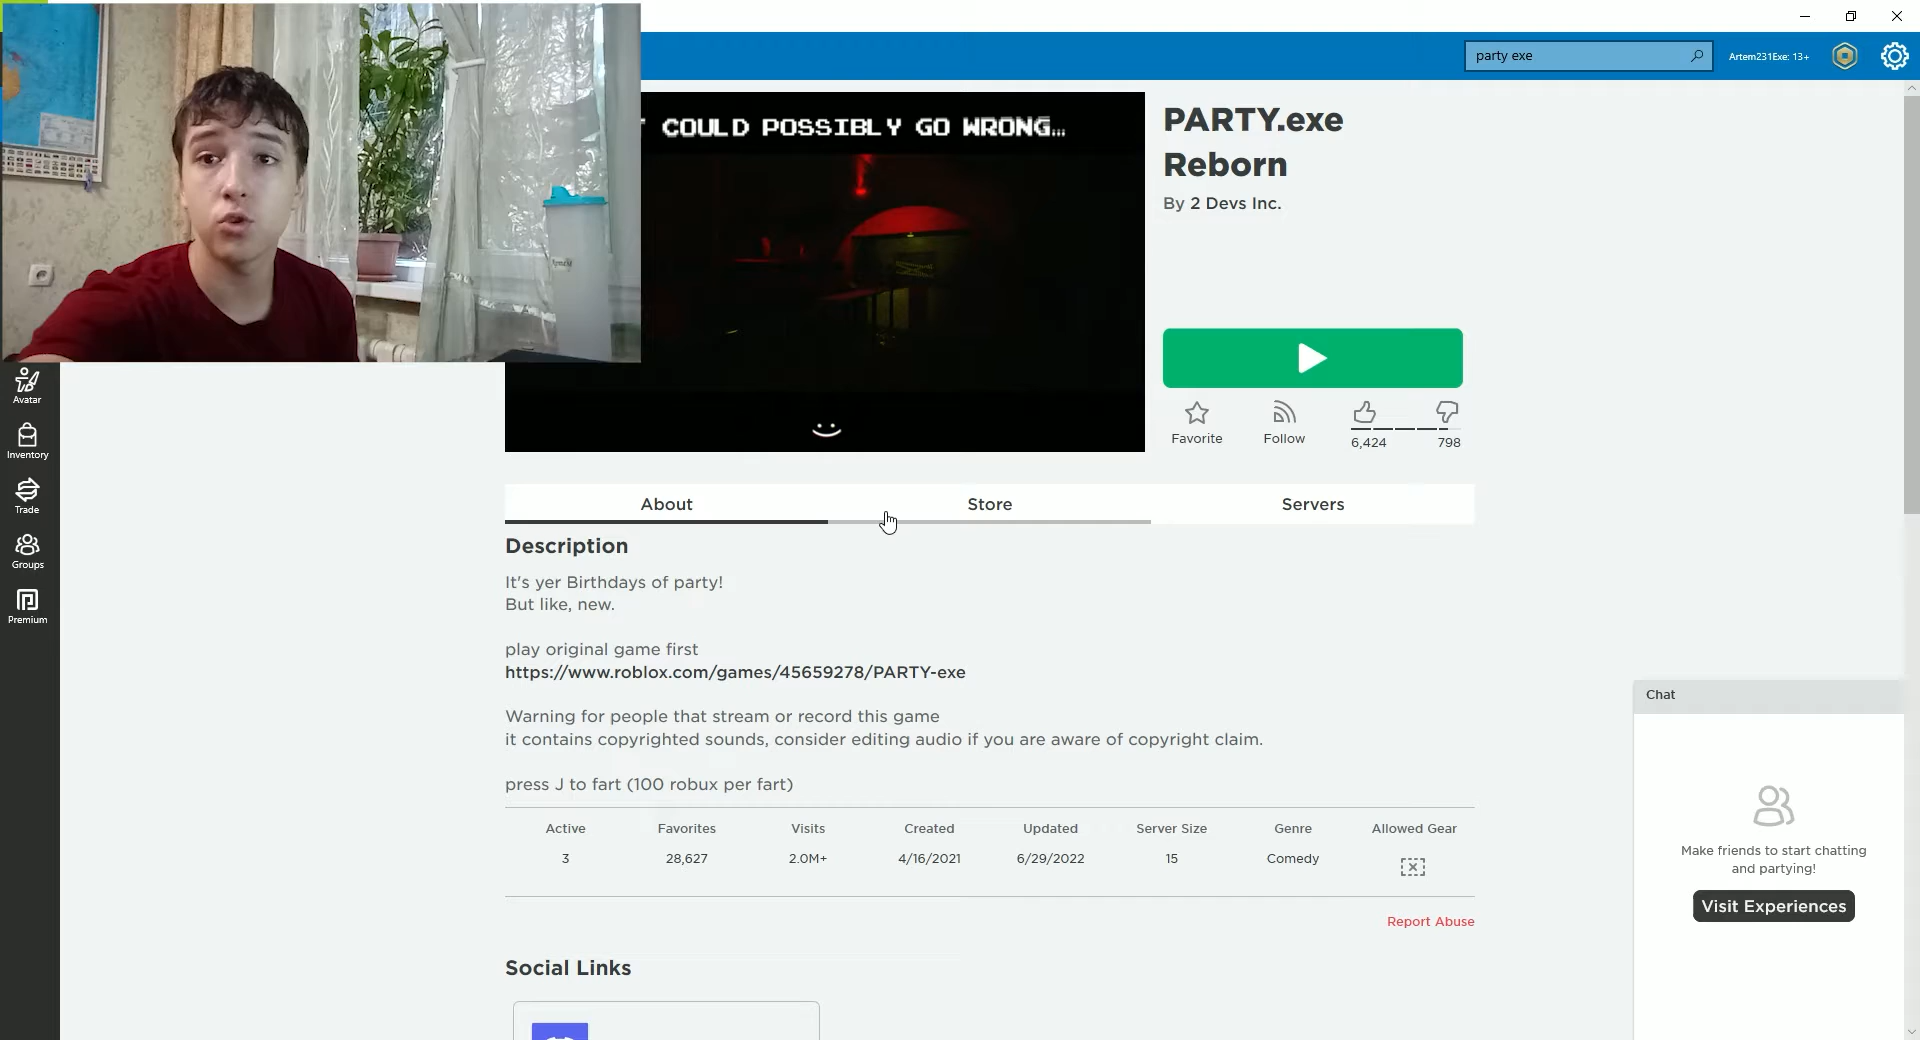 party exe
Artem231Exe: 13+
COULD POSSIBLY GO WRONG...
PARTY.exe
Reborn
By 2 Devs Inc.
Favorite
Follow
6,424
798
Avatar
Inventory
Trade
Groups
Premium
About
Store
Servers
Description
It's yer Birthdays of party!
But like, new.
play original game first
https://www.roblox.com/games/45659278/PARTY-exe
Warning for people that stream or record this game
it contains copyrighted sounds, consider editing audio if you are aware of copyright claim.
press J to fart (100 robux per fart)
Active
Favorites
Visits
Created
Updated
Server Size
Genre
Allowed Gear
3
28,627
2.0M+
4/16/2021
6/29/2022
15
Comedy
Report Abuse
Social Links
Chat
Make friends to start chatting
and partying!
Visit Experiences